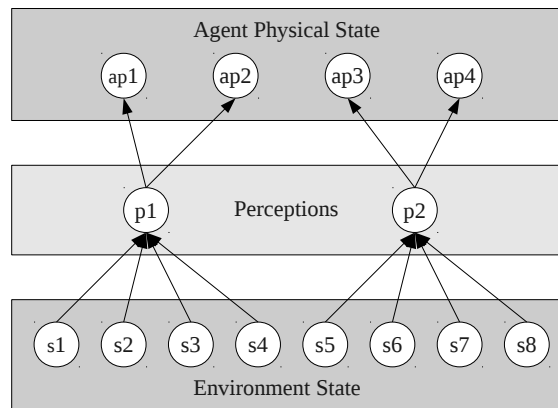 Agent Physical State
ap1 ap2 ap3 ap4
p1 Perceptions p2
s1 s2 s3 s4 s5 s6 s7 s8
Environment State